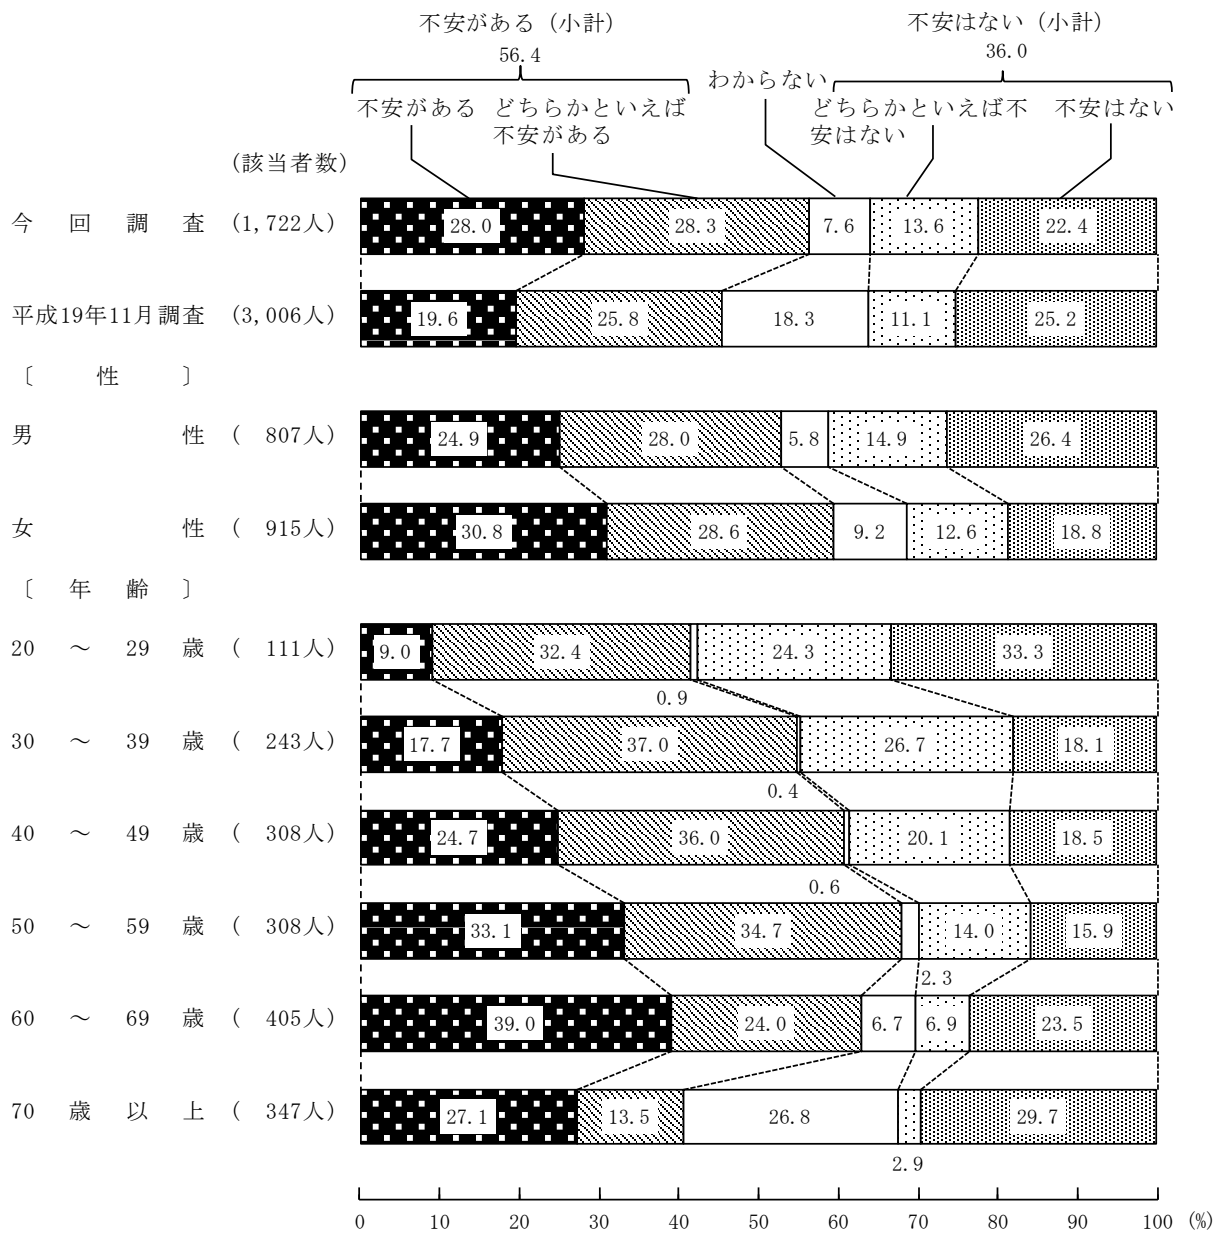 不安がある（小計）
56.4
不安はない（小計）
36.0
わからない
不安がある
どちらかといえば
不安がある
どちらかといえば不
安はない
不安はない
(該当者数)
今回調査 (1,722人) 28.0 28.3 7.6 13.6 22.4
平成19年11月調査 (3,006人) 19.6 25.8 18.3 11.1 25.2
〔性〕
男性 ( 807人) 24.9 28.0 5.8 14.9 26.4
女性 ( 915人) 30.8 28.6 9.2 12.6 18.8
〔年齢〕
20～29歳 ( 111人) 9.0 32.4 24.3 33.3
0.9
30～39歳 ( 243人) 17.7 37.0 26.7 18.1
0.4
40～49歳 ( 308人) 24.7 36.0 20.1 18.5
0.6
50～59歳 ( 308人) 33.1 34.7 14.0 15.9
2.3
60～69歳 ( 405人) 39.0 24.0 6.7 6.9 23.5
70歳以上 ( 347人) 27.1 13.5 26.8 29.7
2.9
0 10 20 30 40 50 60 70 80 90 100 (%)